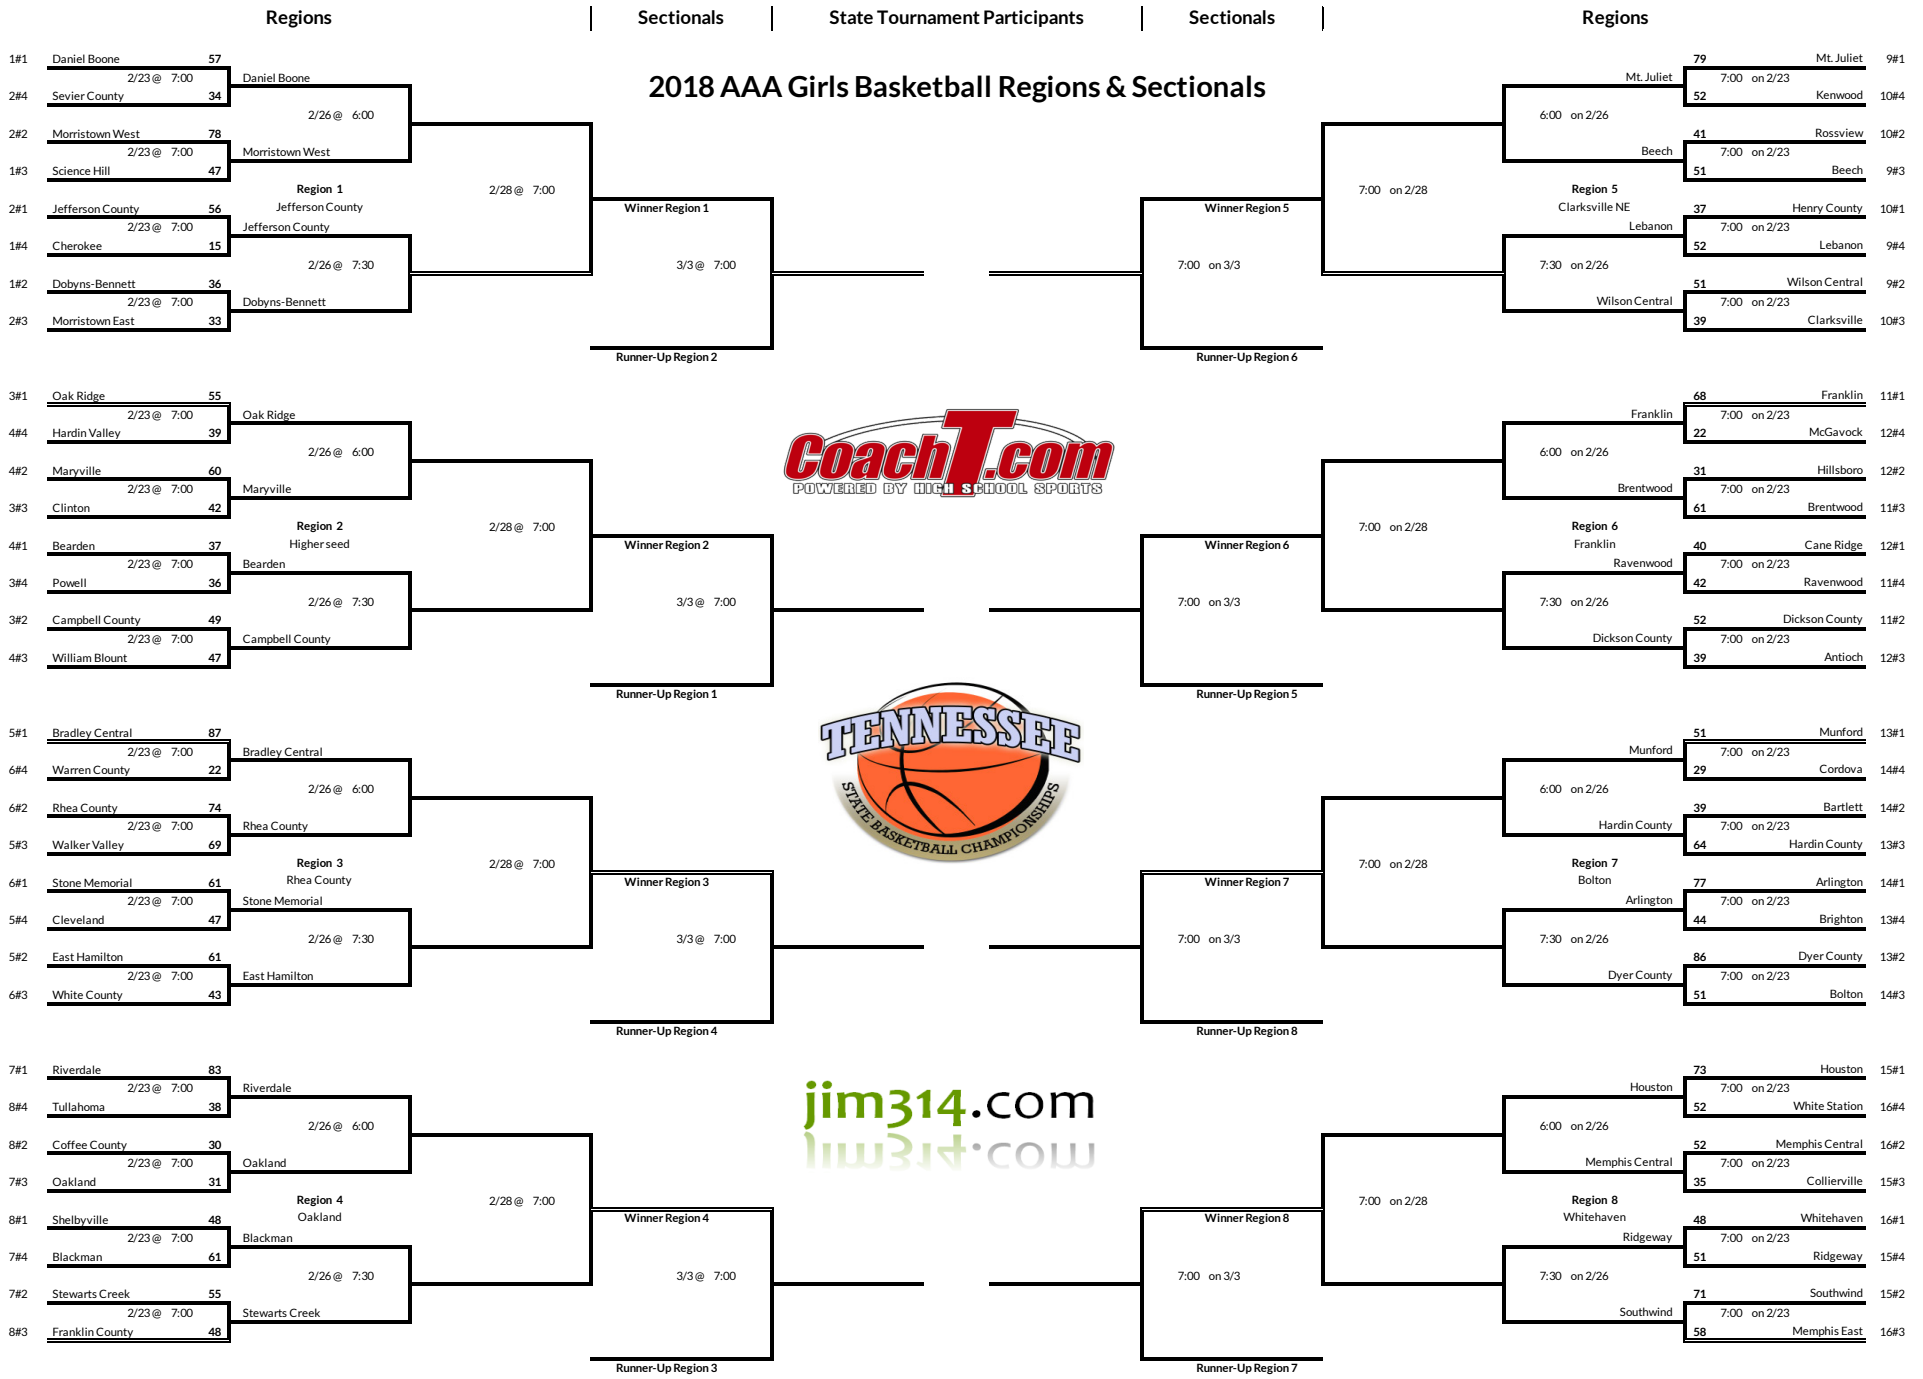 Regions Sectionals State Tournament Participants Sectionals Regions
2018 AAA Girls Basketball Regions & Sectionals
1#1 Daniel Boone 57
2/23 @ 7:00 Daniel Boone
2#4 Sevier County 34
2/26 @ 6:00
2#2 Morristown West 78
2/23 @ 7:00 Morristown West
1#3 Science Hill 47
Region 1
Jefferson County
2/28 @ 7:00
2#1 Jefferson County 56
2/23 @ 7:00 Jefferson County
1#4 Cherokee 15
2/26 @ 7:30
1#2 Dobyns-Bennett 36
2/23 @ 7:00 Dobyns-Bennett
2#3 Morristown East 33
Winner Region 1
3/3 @ 7:00
Runner-Up Region 2
3#1 Oak Ridge 55
2/23 @ 7:00 Oak Ridge
4#4 Hardin Valley 39
2/26 @ 6:00
4#2 Maryville 60
2/23 @ 7:00 Maryville
3#3 Clinton 42
Region 2
Higher seed
2/28 @ 7:00
4#1 Bearden 37
2/23 @ 7:00 Bearden
3#4 Powell 36
2/26 @ 7:30
3#2 Campbell County 49
2/23 @ 7:00 Campbell County
4#3 William Blount 47
Winner Region 2
3/3 @ 7:00
Runner-Up Region 1
5#1 Bradley Central 87
2/23 @ 7:00 Bradley Central
6#4 Warren County 22
2/26 @ 6:00
6#2 Rhea County 74
2/23 @ 7:00 Rhea County
5#3 Walker Valley 69
Region 3
Rhea County
2/28 @ 7:00
6#1 Stone Memorial 61
2/23 @ 7:00 Stone Memorial
5#4 Cleveland 47
2/26 @ 7:30
5#2 East Hamilton 61
2/23 @ 7:00 East Hamilton
6#3 White County 43
Winner Region 3
3/3 @ 7:00
Runner-Up Region 4
7#1 Riverdale 83
2/23 @ 7:00 Riverdale
8#4 Tullahoma 38
2/26 @ 6:00
8#2 Coffee County 30
2/23 @ 7:00 Oakland
7#3 Oakland 31
Region 4
Oakland
2/28 @ 7:00
8#1 Shelbyville 48
2/23 @ 7:00 Blackman
7#4 Blackman 61
2/26 @ 7:30
7#2 Stewarts Creek 55
2/23 @ 7:00 Stewarts Creek
8#3 Franklin County 48
Winner Region 4
3/3 @ 7:00
Runner-Up Region 3
CoachT.com
POWERED BY HIGH SCHOOL SPORTS
TENNESSEE
STATE BASKETBALL CHAMPIONSHIPS
jim314.com
79 Mt. Juliet 9#1
Mt. Juliet 7:00 on 2/23
52 Kenwood 10#4
6:00 on 2/26
41 Rossview 10#2
Beech 7:00 on 2/23
51 Beech 9#3
Region 5
Clarksville NE
7:00 on 2/28
37 Henry County 10#1
Lebanon 7:00 on 2/23
52 Lebanon 9#4
7:30 on 2/26
51 Wilson Central 9#2
Wilson Central 7:00 on 2/23
39 Clarksville 10#3
Winner Region 5
7:00 on 3/3
Runner-Up Region 6
68 Franklin 11#1
Franklin 7:00 on 2/23
22 McGavock 12#4
6:00 on 2/26
31 Hillsboro 12#2
Brentwood 7:00 on 2/23
61 Brentwood 11#3
Region 6
Franklin
7:00 on 2/28
40 Cane Ridge 12#1
Ravenwood 7:00 on 2/23
42 Ravenwood 11#4
7:30 on 2/26
52 Dickson County 11#2
Dickson County 7:00 on 2/23
39 Antioch 12#3
Winner Region 6
7:00 on 3/3
Runner-Up Region 5
51 Munford 13#1
Munford 7:00 on 2/23
29 Cordova 14#4
6:00 on 2/26
39 Bartlett 14#2
Hardin County 7:00 on 2/23
64 Hardin County 13#3
Region 7
Bolton
7:00 on 2/28
77 Arlington 14#1
Arlington 7:00 on 2/23
44 Brighton 13#4
7:30 on 2/26
86 Dyer County 13#2
Dyer County 7:00 on 2/23
51 Bolton 14#3
Winner Region 7
7:00 on 3/3
Runner-Up Region 8
73 Houston 15#1
Houston 7:00 on 2/23
52 White Station 16#4
6:00 on 2/26
52 Memphis Central 16#2
Memphis Central 7:00 on 2/23
35 Collierville 15#3
Region 8
Whitehaven
7:00 on 2/28
48 Whitehaven 16#1
Ridgeway 7:00 on 2/23
51 Ridgeway 15#4
7:30 on 2/26
71 Southwind 15#2
Southwind 7:00 on 2/23
58 Memphis East 16#3
Winner Region 8
7:00 on 3/3
Runner-Up Region 7